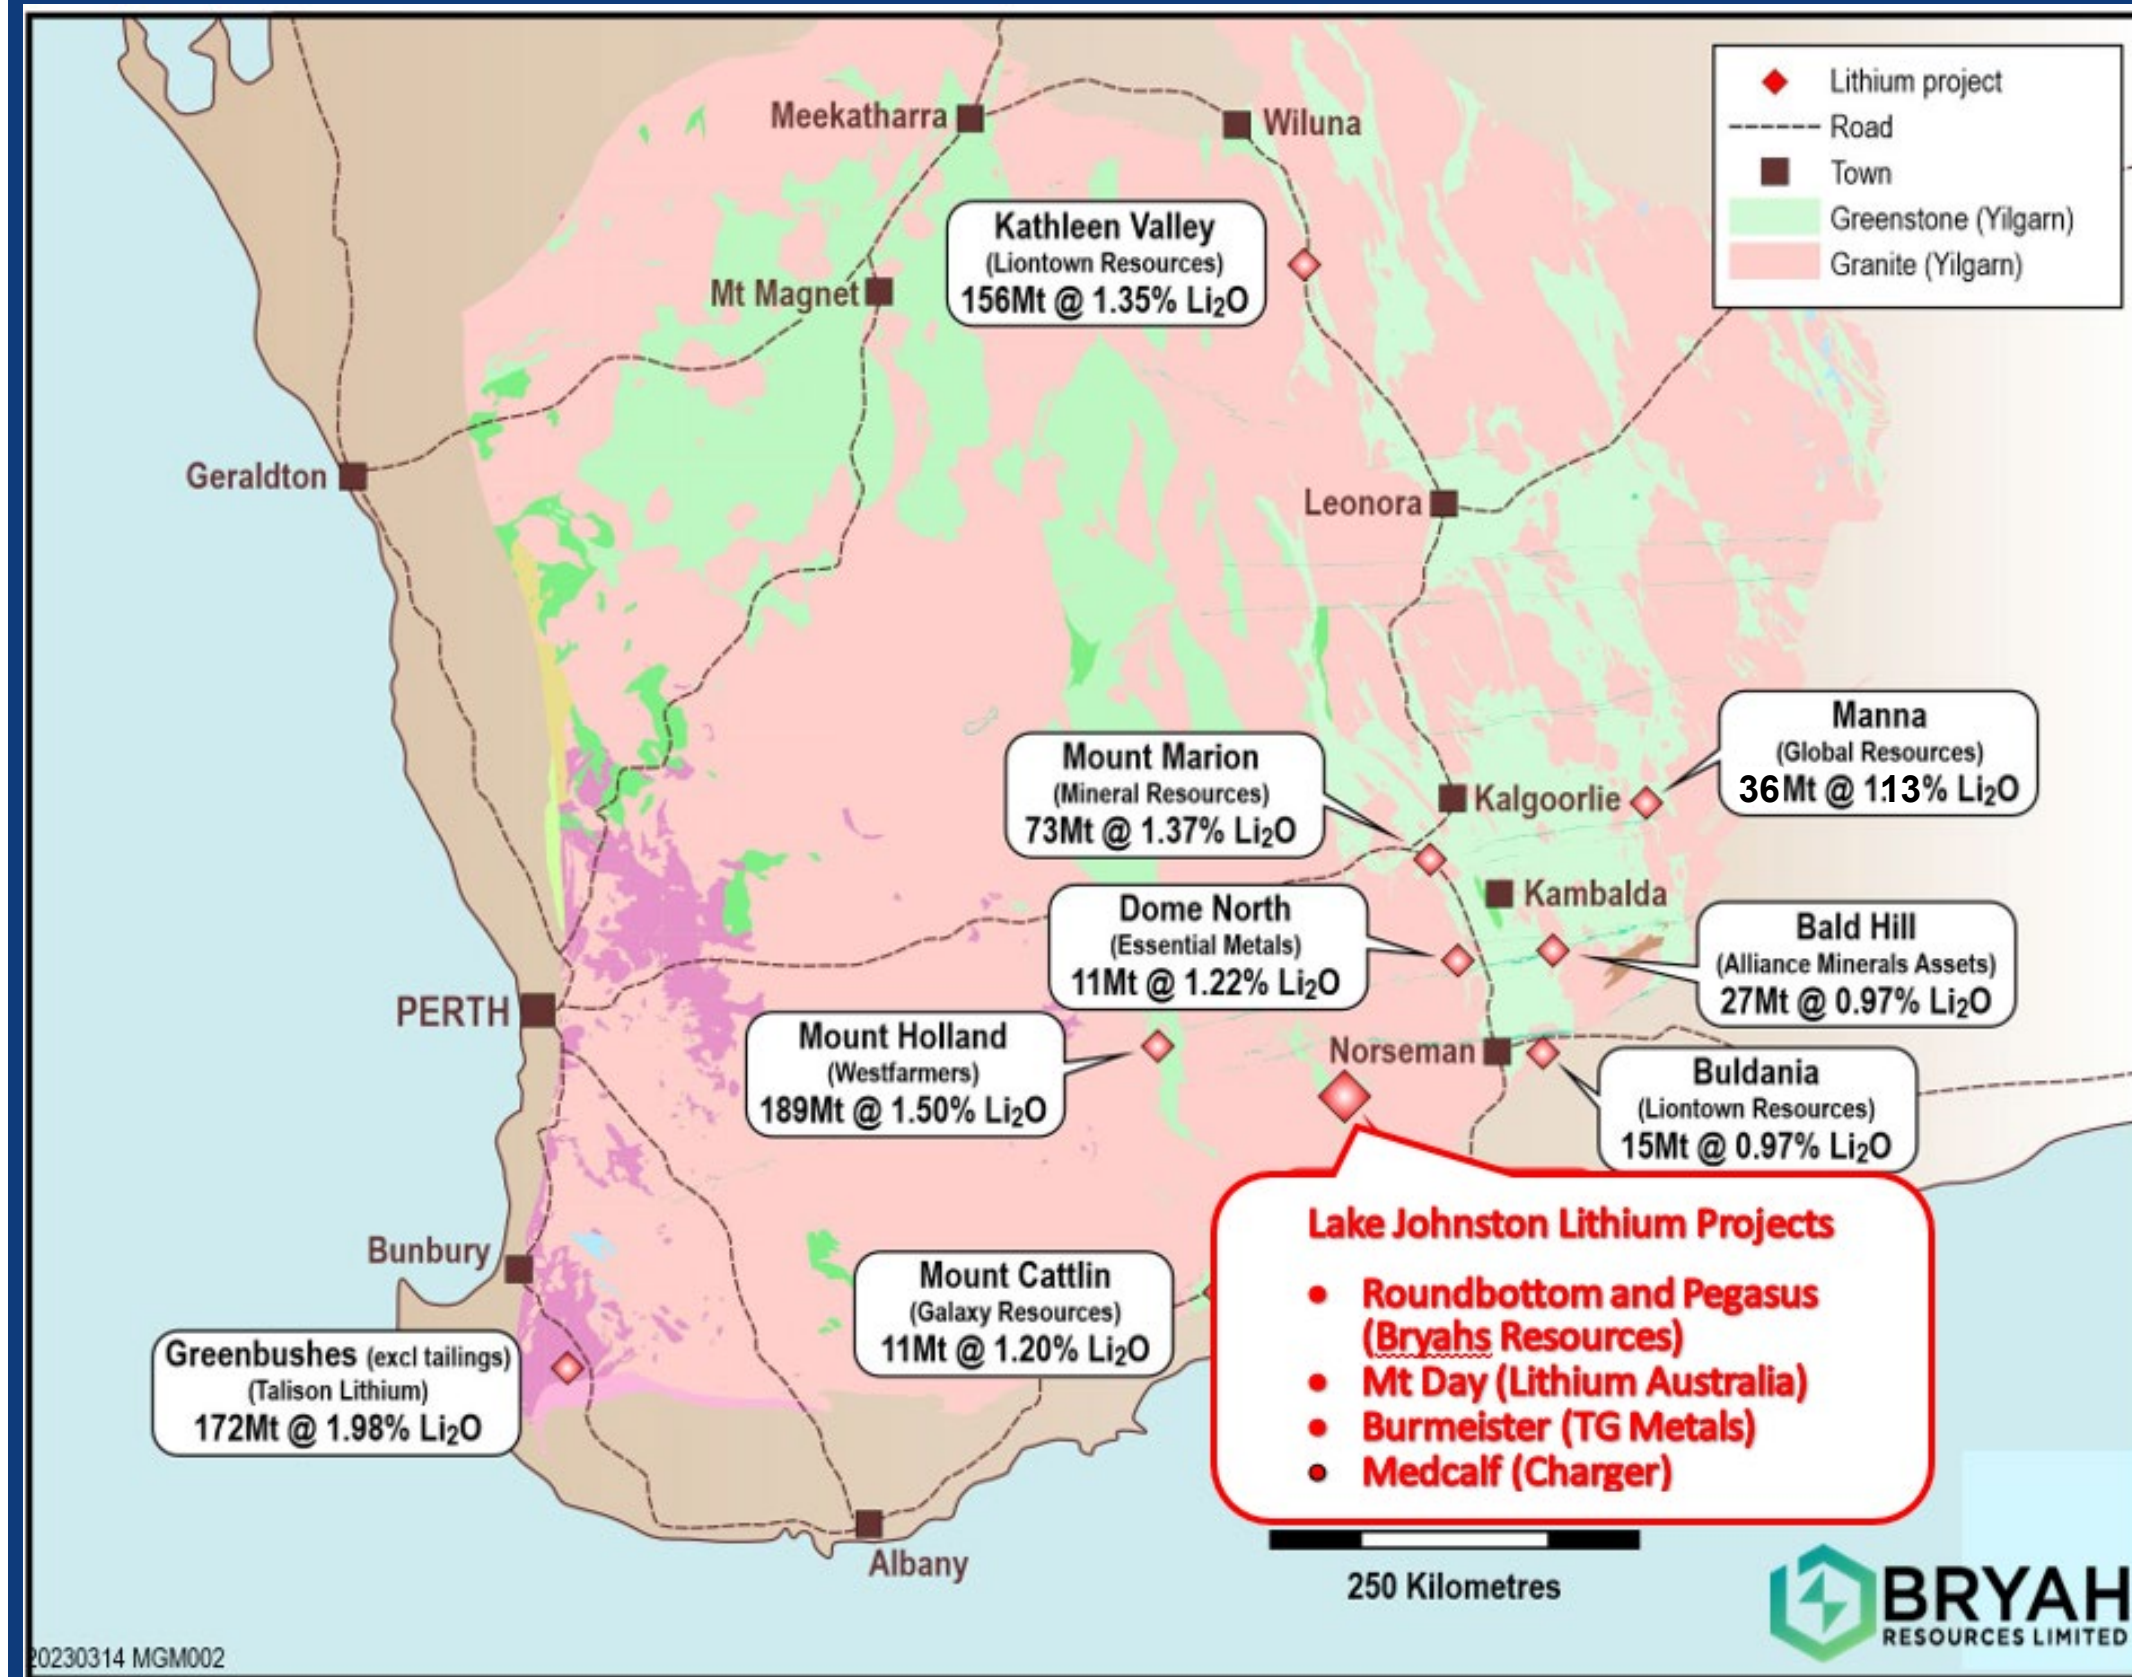 Lithium project
Road
Town
Greenstone (Yilgarn)
Granite (Yilgarn)
Meekatharra
Wiluna
Kathleen Valley
(Liontown Resources)
156Mt @ 1.35% Li₂O
Mt Magnet
Geraldton
Leonora
Manna
(Global Resources)
36Mt @ 1.13% Li₂O
Mount Marion
(Mineral Resources)
73Mt @ 1.37% Li₂O
Kalgoorlie
Kambalda
Dome North
(Essential Metals)
11Mt @ 1.22% Li₂O
Bald Hill
(Alliance Minerals Assets)
27Mt @ 0.97% Li₂O
PERTH
Mount Holland
(Westfarmers)
189Mt @ 1.50% Li₂O
Norseman
Buldania
(Liontown Resources)
15Mt @ 0.97% Li₂O
Lake Johnston Lithium Projects
• Roundbottom and Pegasus
(Bryahs Resources)
• Mt Day (Lithium Australia)
• Burmeister (TG Metals)
• Medcalf (Charger)
Bunbury
Mount Cattlin
(Galaxy Resources)
11Mt @ 1.20% Li₂O
Greenbushes (excl tailings)
(Talison Lithium)
172Mt @ 1.98% Li₂O
Albany
250 Kilometres
BRYAH
RESOURCES LIMITED
20230314 MGM002